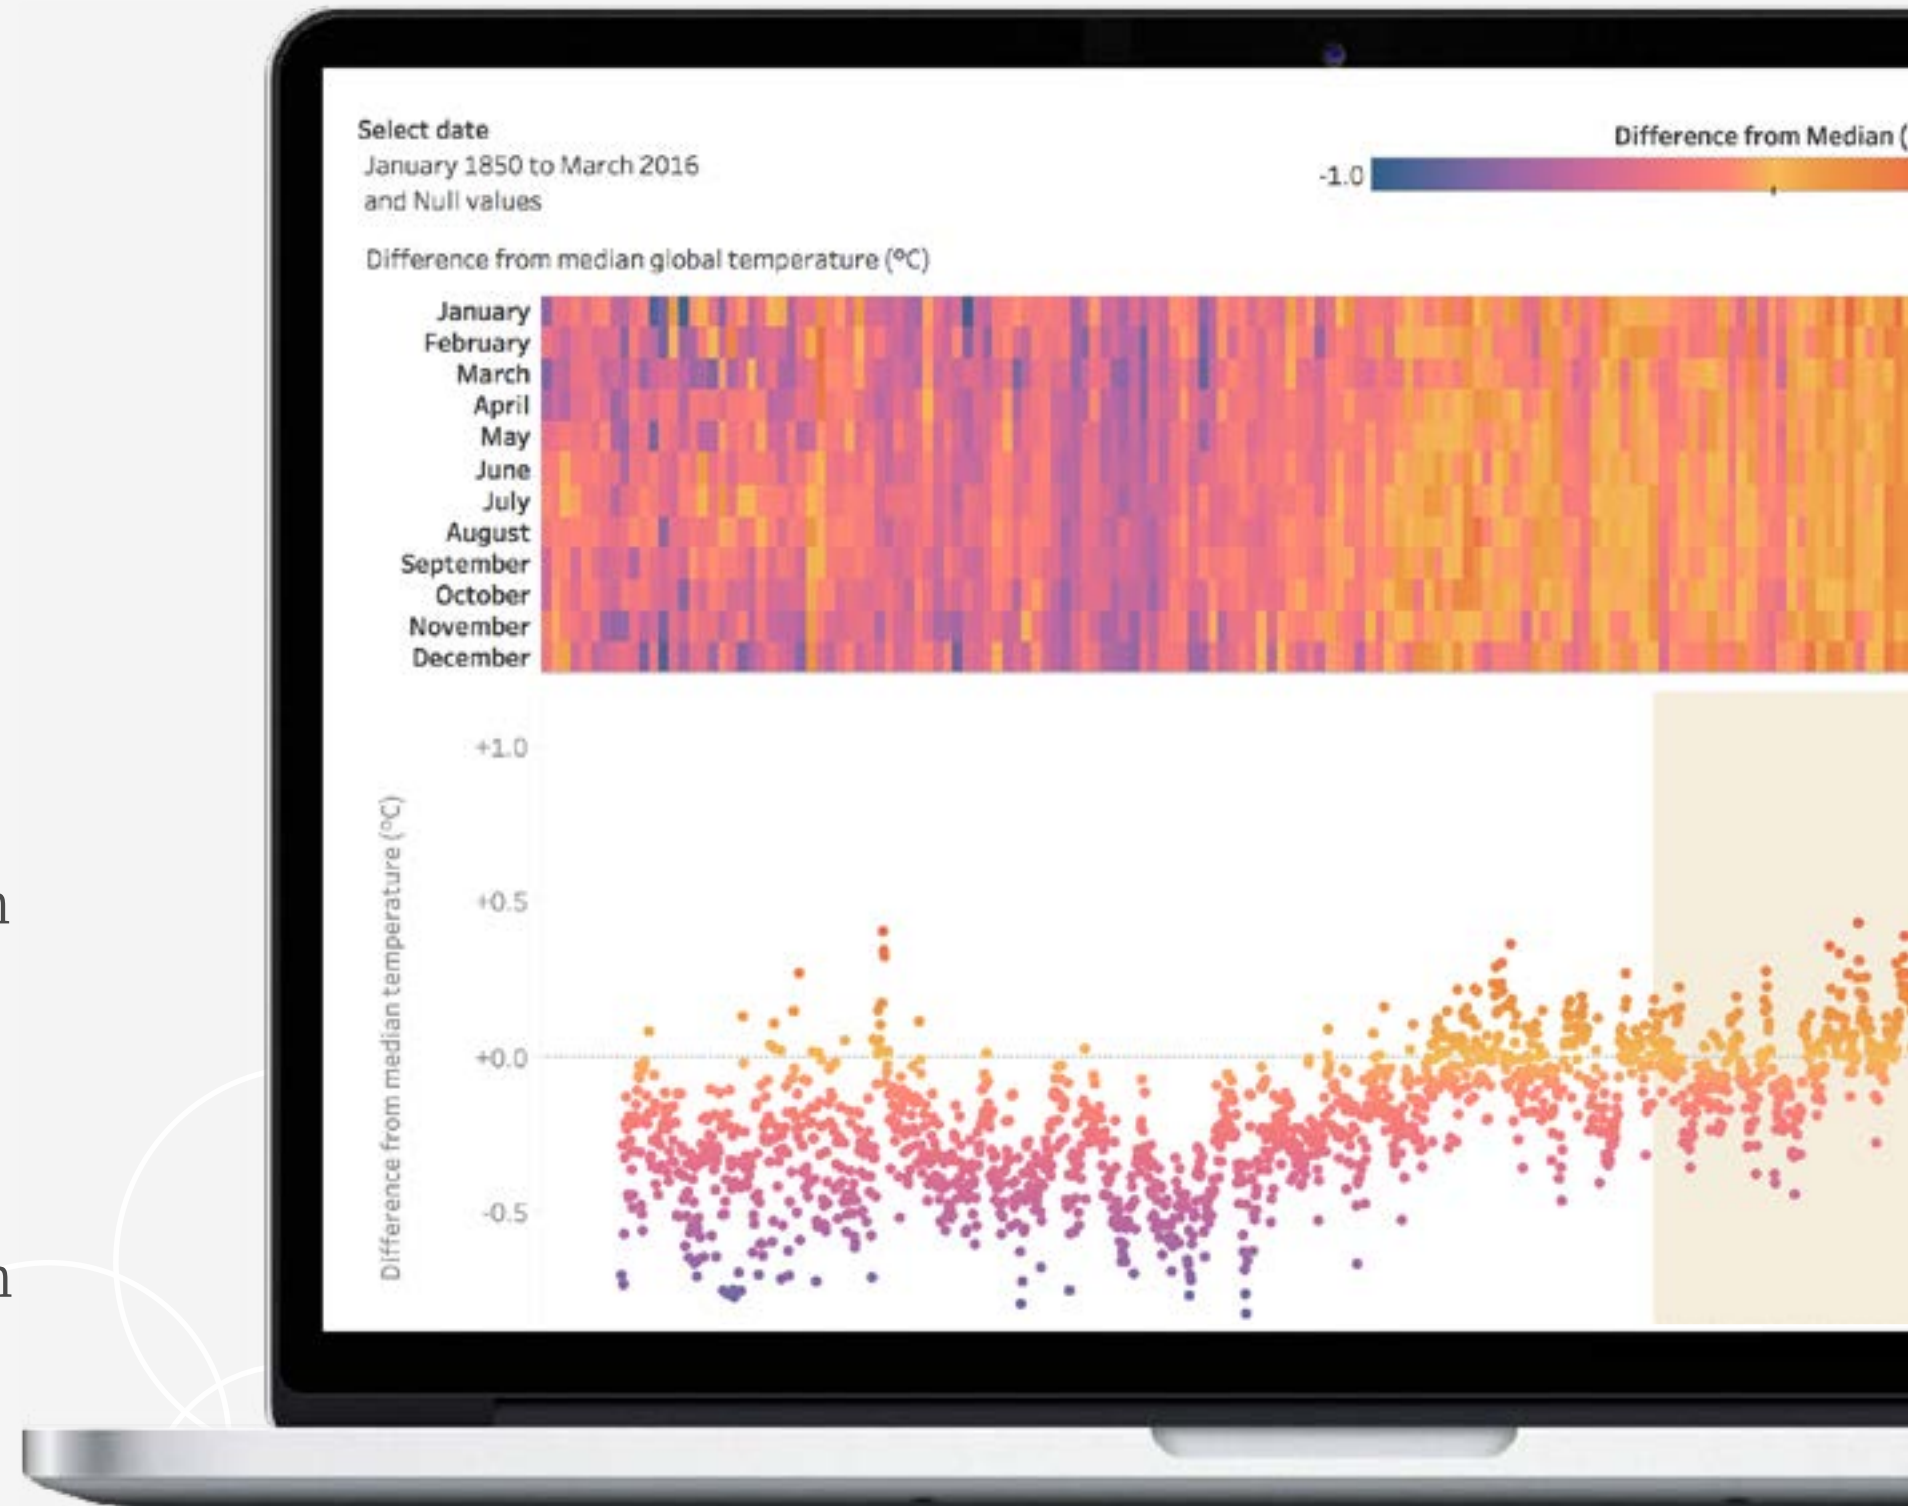 Select date
January 1850 to March 2016
and Null values
Difference from Median (
-1.0
Difference from median global temperature (°C)
January
February
March
April
May
June
July
August
September
October
November
December
+1.0
+0.5
+0.0
-0.5
Difference from median temperature (°C)
n
n